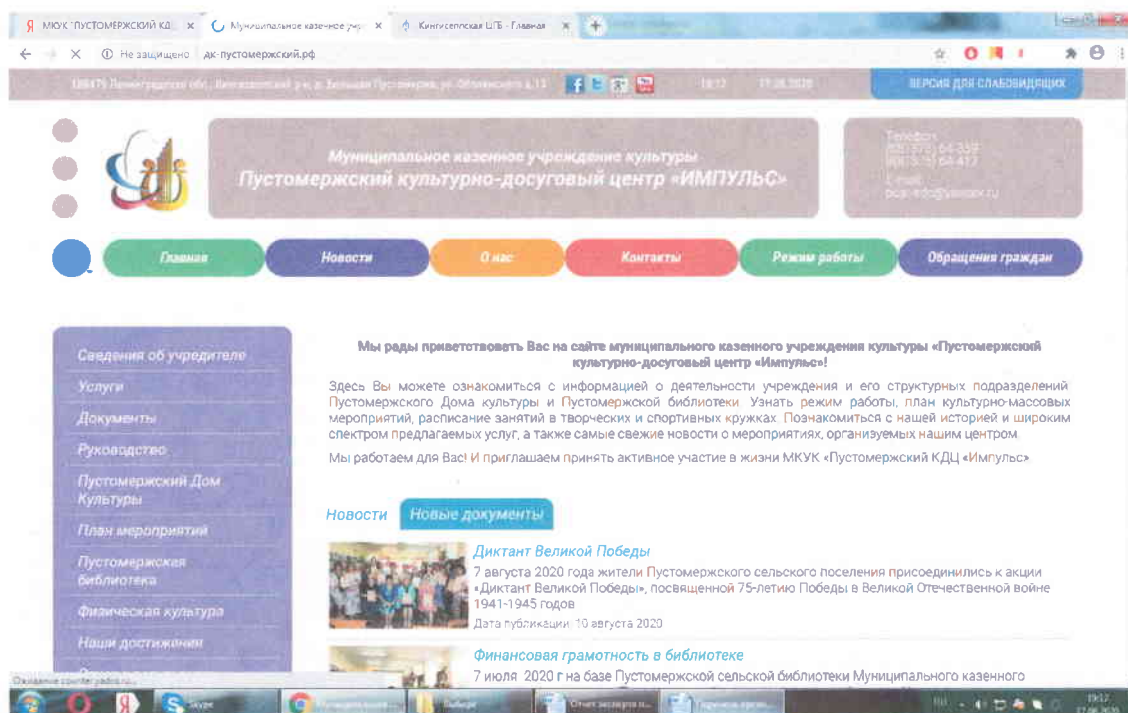 МКУК "ПУСТОМЕРЖСКИЙ КД
Муниципальное казенное учр
Кингисеппская ЦГБ - Главная
Не защищено дк-пустомержский.рф
ВЕРСИЯ ДЛЯ СЛАБОВИДЯЩИХ
Муниципальное казенное учреждение культуры
Пустомержский культурно-досуговый центр «ИМПУЛЬС»
Телефон
E-mail:
Главная Новости О нас Контакты Режим работы Обращения граждан
Сведения об учредителе
Услуги
Документы
Руководство
Пустомержский Дом
Культуры
План мероприятий
Пустомержская
библиотека
Физическая культура
Наши достижения
Мы рады приветствовать Вас на сайте муниципального казенного учреждения культуры «Пустомержский
культурно-досуговый центр «Импульс»!
Здесь Вы можете ознакомиться с информацией о деятельности учреждения и его структурных подразделений
Пустомержского Дома культуры и Пустомержской библиотеки. Узнать режим работы, план культурно-массовых
мероприятий, расписание занятий в творческих и спортивных кружках. Познакомиться с нашей историей и широким
спектром предлагаемых услуг, а также самые свежие новости о мероприятиях, организуемых нашим центром.
Мы работаем для Вас! И приглашаем принять активное участие в жизни МКУК «Пустомержский КДЦ «Импульс»
Новости Новые документы
Диктант Великой Победы
7 августа 2020 года жители Пустомержского сельского поселения присоединились к акции
«Диктант Великой Победы», посвященной 75-летию Победы в Великой Отечественной войне
1941-1945 годов
Дата публикации: 10 августа 2020
Финансовая грамотность в библиотеке
7 июля 2020 г на базе Пустомержской сельской библиотеки Муниципального казенного
Skype
Выборг
Отчет эксперта п...